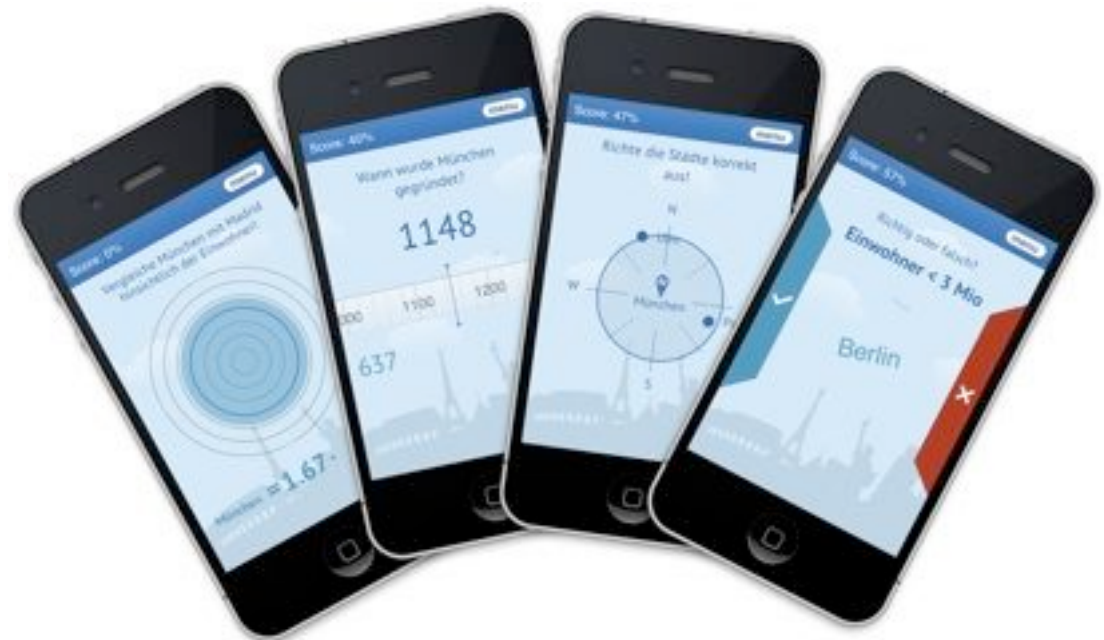 Score: 0%
menu
Vergleiche München mit Madrid
hinsichtlich der Einwohner!
München = 1.67
Score: 40%
menu
Wann wurde München
gegründet?
1148
1100
1200
637
Score: 47%
menu
Richte die Städte korrekt
aus!
N
W
München
S
Score: 57%
menu
Richtig oder falsch?
Einwohner < 3 Mio
Berlin